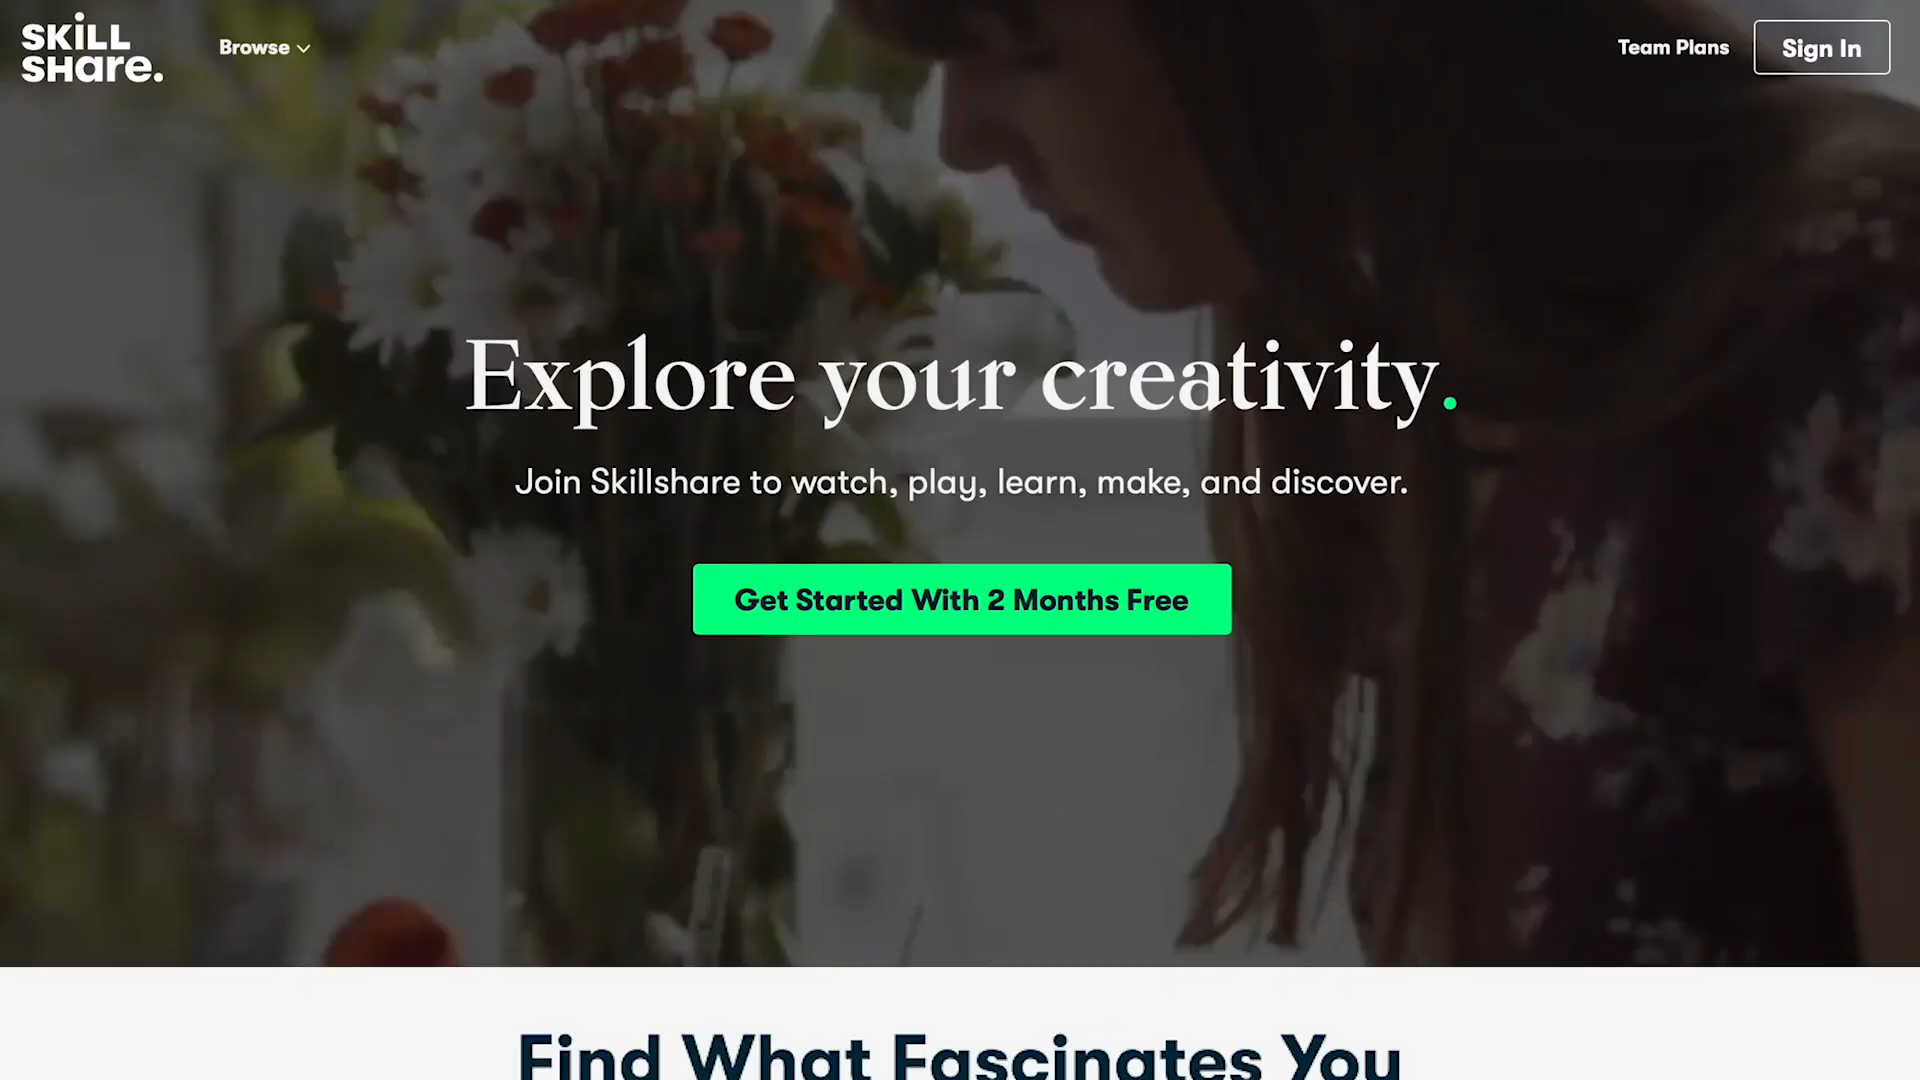 SKiLL
SHare.
Browse
Team Plans
Sign In
Explore your creativity.
Join Skillshare to watch, play, learn, make, and discover.
Get Started With 2 Months Free
Find What Fascinates You